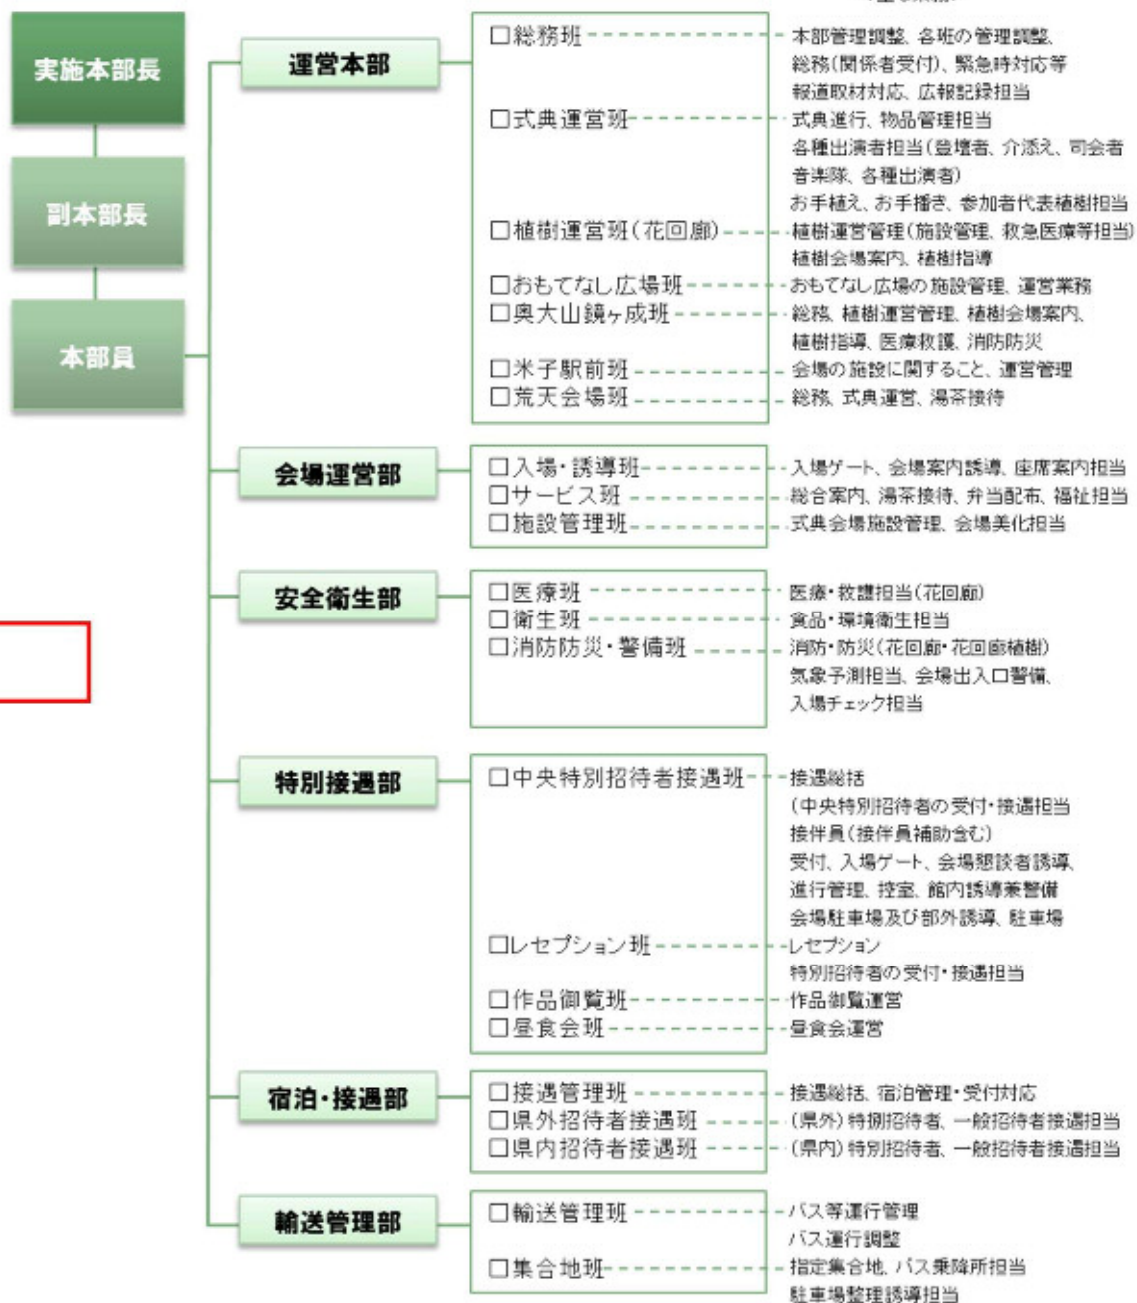 実施本部長
副本部長
本部員
運営本部
□総務班 本部管理調整、各班の管理調整、
総務(関係者受付)、緊急時対応等
報道取材対応、広報記録担当
□式典運営班 式典進行、物品管理担当
各種出演者担当(登壇者、介添え、司会者
音楽隊、各種出演者)
お手植え、お手播き、参加者代表植樹担当
□植樹運営班(花回廊) 植樹運営管理(施設管理、救急医療等担当)
植樹会場案内、植樹指導
□おもてなし広場班 おもてなし広場の施設管理、運営業務
□奥大山鏡ヶ成班 総務、植樹運営管理、植樹会場案内、
植樹指導、医療救護、消防防災
□米子駅前班 会場の施設に関すること、運営管理
□荒天会場班 総務、式典運営、湯茶接待
会場運営部
□入場・誘導班 入場ゲート、会場案内誘導、座席案内担当
□サービス班 総合案内、湯茶接待、弁当配布、福祉担当
□施設管理班 式典会場施設管理、会場美化担当
安全衛生部
□医療班 医療・救護担当(花回廊)
□衛生班 食品・環境衛生担当
□消防防災・警備班 消防・防災(花回廊・花回廊植樹)
気象予測担当、会場出入口警備、
入場チェック担当
特別接遇部
□中央特別招待者接遇班 接遇総括
(中央特別招待者の受付・接遇担当
接伴員(接伴員補助含む)
受付、入場ゲート、会場懇談者誘導、
進行管理、控室、館内誘導兼警備
会場駐車場及び部外誘導、駐車場
□レセプション班 レセプション
特別招待者の受付・接遇担当
□作品御覧班 作品御覧運営
□昼食会班 昼食会運営
宿泊・接遇部
□接遇管理班 接遇総括、宿泊管理・受付対応
□県外招待者接遇班 (県外)特捌招待者、一般招待者接遇担当
□県内招待者接遇班 (県内)特別招待者、一般招待者接遇担当
輸送管理部
□輸送管理班 バス等運行管理
バス運行調整
□集合地班 指定集合地、バス乗降所担当
駐車場整理誘導担当